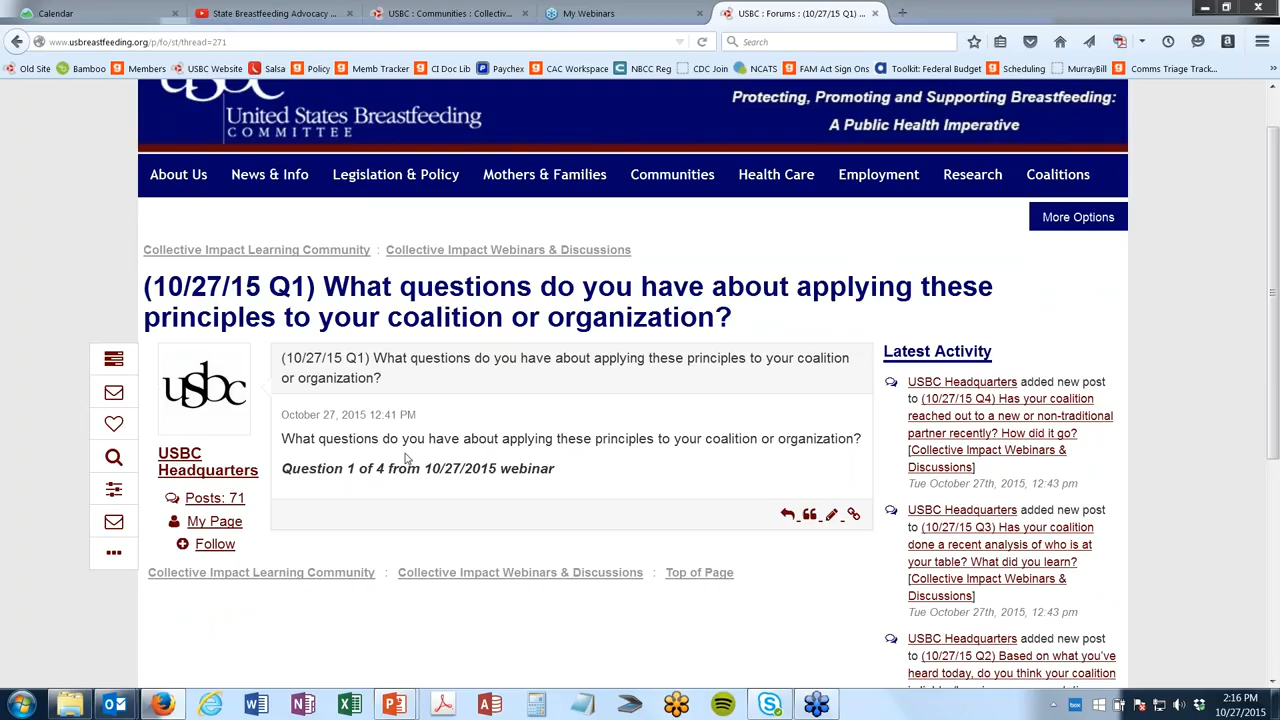 Calendar
State Breastfeeding Advocacy ...
USBC : Communities : Collectiv...
My Webinars
USBC : Forums : (10/27/15 Q1) ...
www.usbreastfeeding.org/p/fo/st/thread=271
Search
Old Site
Bamboo
Members
USBC Website
Salsa
Policy
Memb Tracker
CI Doc Lib
Paychex
CAC Workspace
NBCC Reg
CDC Join
NCATS
FAM Act Sign Ons
Toolkit: Federal Budget
Scheduling
MurrayBill
Comms Triage Track...
United States Breastfeeding
COMMITTEE
Protecting, Promoting and Supporting Breastfeeding:
A Public Health Imperative
About Us
News & Info
Legislation & Policy
Mothers & Families
Communities
Health Care
Employment
Research
Coalitions
More Options
Collective Impact Learning Community : Collective Impact Webinars & Discussions
(10/27/15 Q1) What questions do you have about applying these
principles to your coalition or organization?
usbc
USBC
Headquarters
Posts: 71
My Page
Follow
(10/27/15 Q1) What questions do you have about applying these principles to your coalition
or organization?
October 27, 2015 12:41 PM
What questions do you have about applying these principles to your coalition or organization?
Question 1 of 4 from 10/27/2015 webinar
Collective Impact Learning Community : Collective Impact Webinars & Discussions : Top of Page
Latest Activity
USBC Headquarters added new post
to (10/27/15 Q4) Has your coalition
reached out to a new or non-traditional
partner recently? How did it go?
[Collective Impact Webinars &
Discussions]
Tue October 27th, 2015, 12:43 pm
USBC Headquarters added new post
to (10/27/15 Q3) Has your coalition
done a recent analysis of who is at
your table? What did you learn?
[Collective Impact Webinars &
Discussions]
Tue October 27th, 2015, 12:43 pm
USBC Headquarters added new post
to (10/27/15 Q2) Based on what you've
heard today, do you think your coalition
2:16 PM
10/27/2015